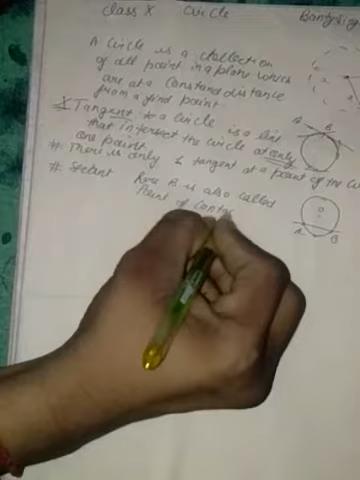 Class X Circle
A Circle is a Collection
of all point in a plane which
are at a Constant distance
from a fixed point.
Tangent to a circle is a line
that intersect the circle at only
one point.
#: There is only 1 tangent at a point of the
#: Secant
here A is also called
Point of Contac
A
B
O
A
B